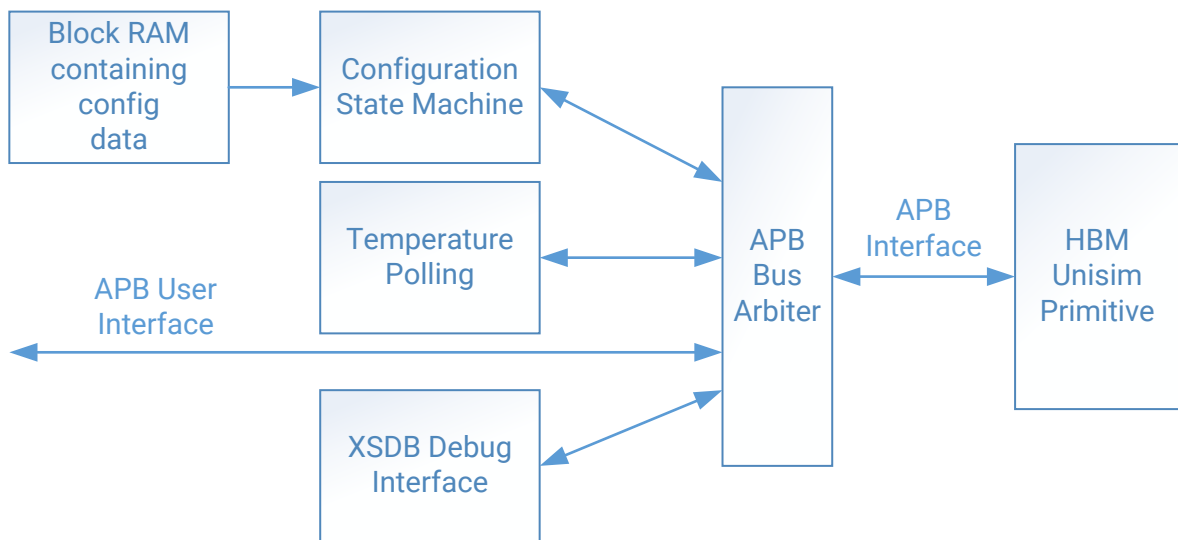 Block RAM
containing
config
data
Configuration
State Machine
Temperature
Polling
APB User
Interface
XSDB Debug
Interface
APB
Bus
Arbiter
APB
Interface
HBM
Unisim
Primitive